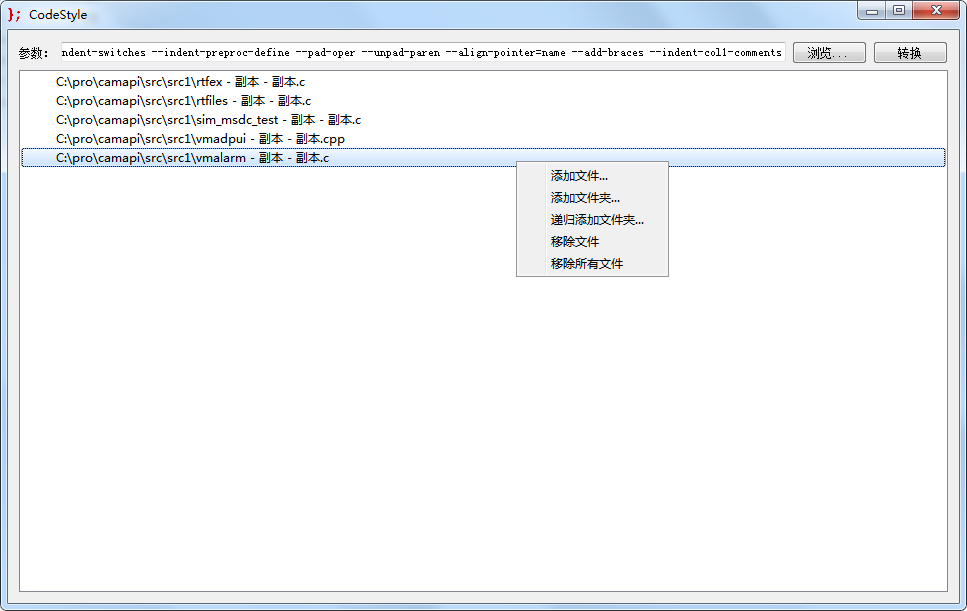 }; CodeStyle
参数： ndent-switches --indent-preproc-define --pad-oper --unpad-paren --align-pointer=name --add-braces --indent-col1-comments 浏览... 转换
C:\pro\camapi\src\src1\rtfex - 副本 - 副本.c
C:\pro\camapi\src\src1\rtfiles - 副本 - 副本.c
C:\pro\camapi\src\src1\sim_msdc_test - 副本 - 副本.c
C:\pro\camapi\src\src1\vmadpui - 副本 - 副本.cpp
C:\pro\camapi\src\src1\vmalarm - 副本 - 副本.c
添加文件...
添加文件夹...
递归添加文件夹...
移除文件
移除所有文件